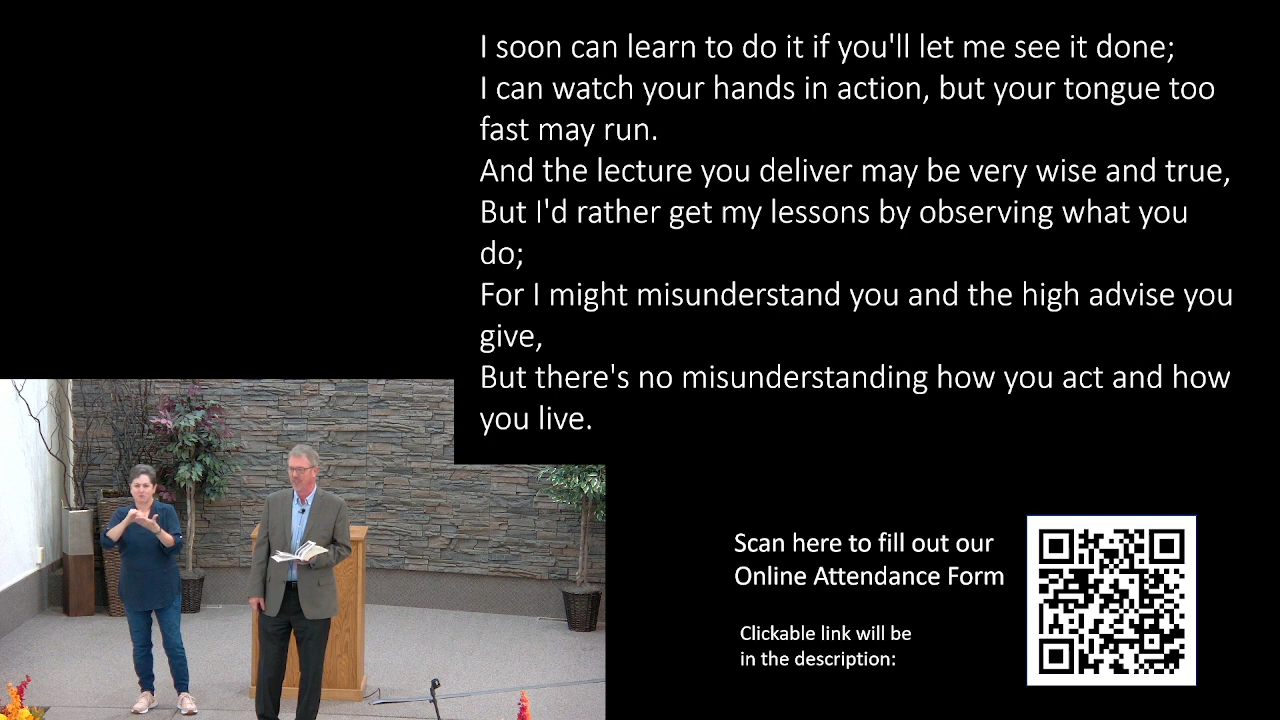 I soon can learn to do it if you'll let me see it done;
I can watch your hands in action, but your tongue too
fast may run.
And the lecture you deliver may be very wise and true,
But I'd rather get my lessons by observing what you
do;
For I might misunderstand you and the high advise you
give,
But there's no misunderstanding how you act and how
you live.
Scan here to fill out our
Online Attendance Form
Clickable link will be
in the description: